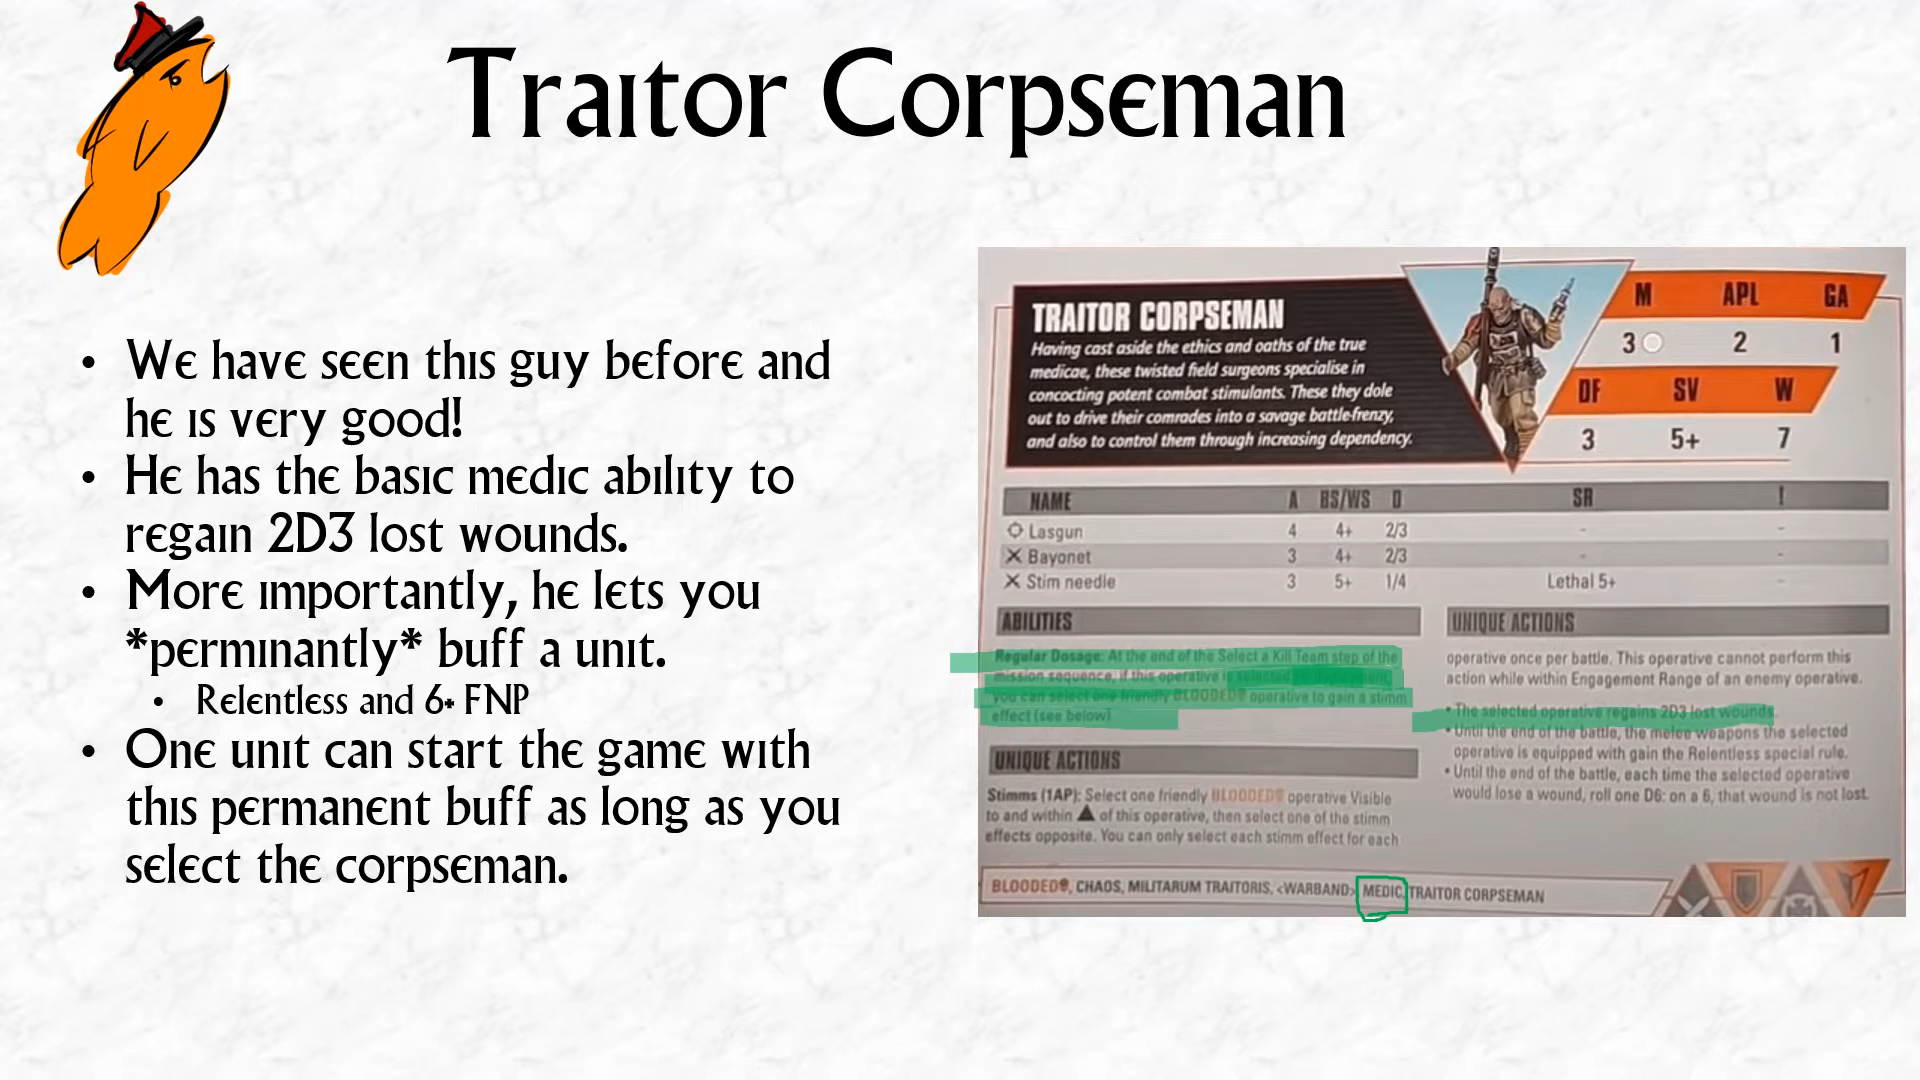 Traitor Corpseman
• We have seen this guy before and
he is very good!
• He has the basic medic ability to
regain 2D3 lost wounds.
• More importantly, he lets you
*perminantly* buff a unit.
• Relentless and 6+ FNP
• One unit can start the game with
this permanent buff as long as you
select the corpseman.
TRAITOR CORPSEMAN
Having cast aside the ethics and oaths of the true
medicae, these twisted field surgeons specialise in
concocting potent combat stimulants. These they dole
out to drive their comrades into a savage battle-frenzy,
and also to control them through increasing dependency.
M APL GA
3 2 1
DF SV W
3 5+ 7
NAME A BS/WS D SR !
Lasgun 4 4+ 2/3 - -
Bayonet 3 4+ 2/3 - -
Stim needle 3 5+ 1/4 Lethal 5+ -
ABILITIES
Regular Dosage: At the end of the Select a Kill Team step of the
mission sequence, if this operative is selected
you can select one friendly BLOODED operative to gain a stimm
effect (see below)
UNIQUE ACTIONS
Stimms (1AP): Select one friendly BLOODED operative Visible
to and within of this operative, then select one of the stimm
effects opposite. You can only select each stimm effect for each
UNIQUE ACTIONS
operative once per battle. This operative cannot perform this
action while within Engagement Range of an enemy operative.
• The selected operative regains 2D3 lost wounds.
• Until the end of the battle, the melee weapons the selected
operative is equipped with gain the Relentless special rule.
• Until the end of the battle, each time the selected operative
would lose a wound, roll one D6: on a 6, that wound is not lost.
BLOODED, CHAOS, MILITARUM TRAITORIS, <WARBAND>, MEDIC, TRAITOR CORPSEMAN